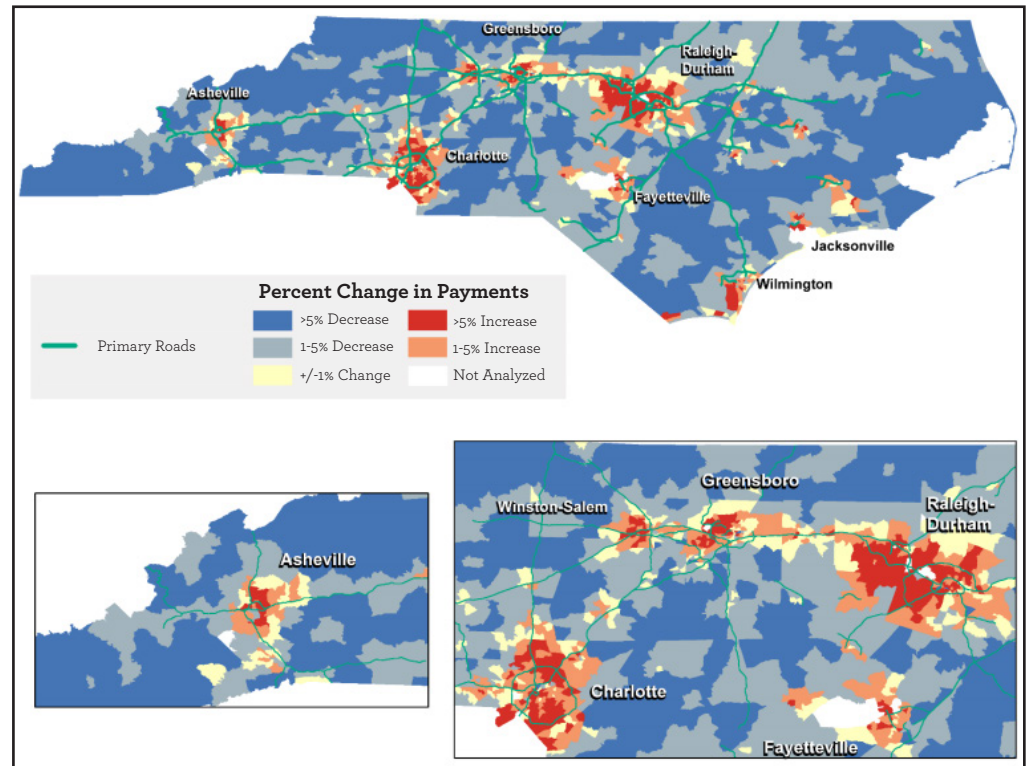 Greensboro
Raleigh-
Durham
Asheville
Charlotte
Fayetteville
Jacksonville
Wilmington
Percent Change in Payments
Primary Roads
>5% Decrease
>5% Increase
1-5% Decrease
1-5% Increase
+/-1% Change
Not Analyzed
Asheville
Greensboro
Winston-Salem
Raleigh-
Durham
Charlotte
Fayetteville